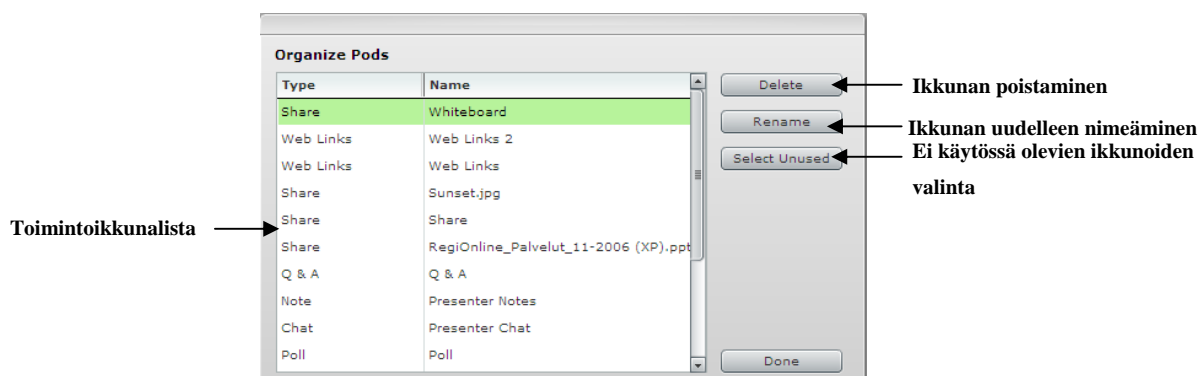 Organize Pods
Type Name
Share Whiteboard
Web Links Web Links 2
Web Links Web Links
Share Sunset.jpg
Share Share
Share RegiOnline_Palvelut_11-2006 (XP).ppt
Q & A Q & A
Note Presenter Notes
Chat Presenter Chat
Poll Poll
Delete
Rename
Select Unused
Done
Ikkunan poistaminen
Ikkunan uudelleen nimeäminen
Ei käytössä olevien ikkunoiden
valinta
Toimintoikkunalista